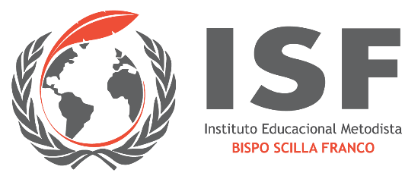 ISF
Instituto Educacional Metodista
BISPO SCILLA FRANCO